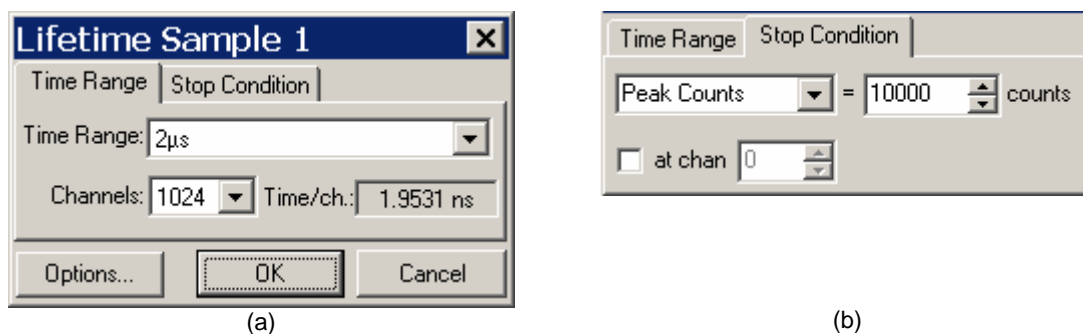 Lifetime Sample 1
Time Range Stop Condition
Time Range: 2µs
Channels: 1024 Time/ch.: 1.9531 ns
Options... OK Cancel
(a)
Time Range Stop Condition
Peak Counts = 10000 counts
at chan 0
(b)